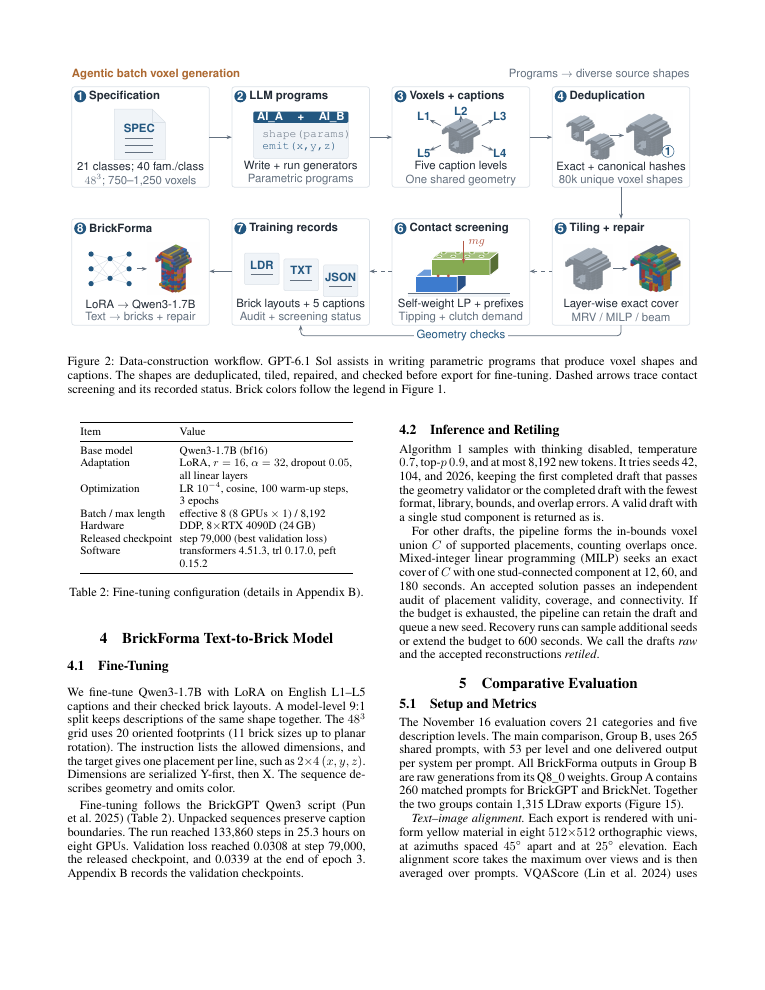 Agentic batch voxel generation
Programs → diverse source shapes
1 Specification
SPEC
21 classes; 40 fam./class
48³; 750–1,250 voxels
2 LLM programs
AI_A + AI_B
shape(params)
emit(x,y,z)
Write + run generators
Parametric programs
3 Voxels + captions
L1 L2 L3
L5 L4
Five caption levels
One shared geometry
4 Deduplication
1
Exact + canonical hashes
80k unique voxel shapes
8 BrickForma
LoRA → Qwen3-1.7B
Text → bricks + repair
7 Training records
LDR TXT JSON
Brick layouts + 5 captions
Audit + screening status
6 Contact screening
mg
Self-weight LP + prefixes
Tipping + clutch demand
5 Tiling + repair
Layer-wise exact cover
MRV / MILP / beam
Geometry checks
Figure 2: Data-construction workflow. GPT-6.1 Sol assists in writing parametric programs that produce voxel shapes and
captions. The shapes are deduplicated, tiled, repaired, and checked before export for fine-tuning. Dashed arrows trace contact
screening and its recorded status. Brick colors follow the legend in Figure 1.
Item Value
Base model Qwen3-1.7B (bf16)
Adaptation LoRA, r = 16, α = 32, dropout 0.05,
all linear layers
Optimization LR 10⁻⁴, cosine, 100 warm-up steps,
3 epochs
Batch / max length effective 8 (8 GPUs × 1) / 8,192
Hardware DDP, 8×RTX 4090D (24 GB)
Released checkpoint step 79,000 (best validation loss)
Software transformers 4.51.3, trl 0.17.0, peft
0.15.2
Table 2: Fine-tuning configuration (details in Appendix B).
4 BrickForma Text-to-Brick Model
4.1 Fine-Tuning
We fine-tune Qwen3-1.7B with LoRA on English L1–L5
captions and their checked brick layouts. A model-level 9:1
split keeps descriptions of the same shape together. The 48³
grid uses 20 oriented footprints (11 brick sizes up to planar
rotation). The instruction lists the allowed dimensions, and
the target gives one placement per line, such as 2×4 (x, y, z).
Dimensions are serialized Y-first, then X. The sequence de-
scribes geometry and omits color.
Fine-tuning follows the BrickGPT Qwen3 script (Pun
et al. 2025) (Table 2). Unpacked sequences preserve caption
boundaries. The run reached 133,860 steps in 25.3 hours on
eight GPUs. Validation loss reached 0.0308 at step 79,000,
the released checkpoint, and 0.0339 at the end of epoch 3.
Appendix B records the validation checkpoints.
4.2 Inference and Retiling
Algorithm 1 samples with thinking disabled, temperature
0.7, top-p 0.9, and at most 8,192 new tokens. It tries seeds 42,
104, and 2026, keeping the first completed draft that passes
the geometry validator or the completed draft with the fewest
format, library, bounds, and overlap errors. A valid draft with
a single stud component is returned as is.
For other drafts, the pipeline forms the in-bounds voxel
union C of supported placements, counting overlaps once.
Mixed-integer linear programming (MILP) seeks an exact
cover of C with one stud-connected component at 12, 60, and
180 seconds. An accepted solution passes an independent
audit of placement validity, coverage, and connectivity. If
the budget is exhausted, the pipeline can retain the draft and
queue a new seed. Recovery runs can sample additional seeds
or extend the budget to 600 seconds. We call the drafts raw
and the accepted reconstructions retiled.
5 Comparative Evaluation
5.1 Setup and Metrics
The November 16 evaluation covers 21 categories and five
description levels. The main comparison, Group B, uses 265
shared prompts, with 53 per level and one delivered output
per system per prompt. All BrickForma outputs in Group B
are raw generations from its Q8_0 weights. Group A contains
260 matched prompts for BrickGPT and BrickNet. Together
the two groups contain 1,315 LDraw exports (Figure 15).
Text–image alignment. Each export is rendered with uni-
form yellow material in eight 512×512 orthographic views,
at azimuths spaced 45° apart and at 25° elevation. Each
alignment score takes the maximum over views and is then
averaged over prompts. VQAScore (Lin et al. 2024) uses